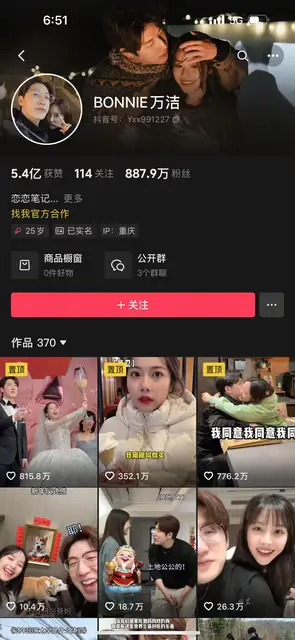 6:51
5G
BONNIE万洁
抖音号：Yxx991227
5.4亿 获赞 114 关注 887.9万 粉丝
恋恋笔记... 更多
找我官方合作
25岁 已实名 IP：重庆
商品橱窗
0件好物
公开群
3个群聊
+ 关注
作品 370
置顶
815.8万
置顶
352.1万
置顶
我同意我同意我同意
776.2万
10.4万
耶!
土地公公的!
18.7万
26.3万